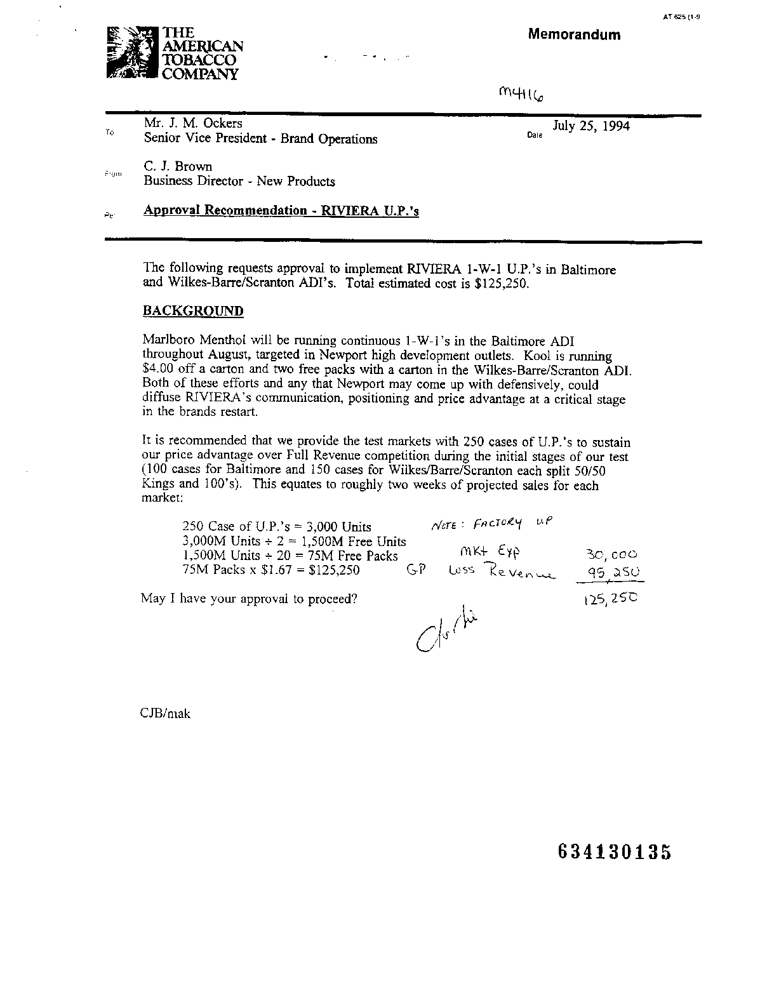 AT 625 (1-9
THE
AMERICAN
TOBACCO
COMPANY
Memorandum
M4116
To
Mr. J. M. Ockers
Senior Vice President - Brand Operations
Date
July 25, 1994
From
C. J. Brown
Business Director - New Products
Re:
Approval Recommendation - RIVIERA U.P.'s
The following requests approval to implement RIVIERA 1-W-1 U.P.'s in Baltimore
and Wilkes-Barre/Scranton ADI's. Total estimated cost is $125,250.
BACKGROUND
Marlboro Menthol will be running continuous 1-W-1's in the Baltimore ADI
throughout August, targeted in Newport high development outlets. Kool is running
$4.00 off a carton and two free packs with a carton in the Wilkes-Barre/Scranton ADI.
Both of these efforts and any that Newport may come up with defensively, could
diffuse RIVIERA's communication, positioning and price advantage at a critical stage
in the brands restart.
It is recommended that we provide the test markets with 250 cases of U.P.'s to sustain
our price advantage over Full Revenue competition during the initial stages of our test
(100 cases for Baltimore and 150 cases for Wilkes/Barre/Scranton each split 50/50
Kings and 100's). This equates to roughly two weeks of projected sales for each
market:
250 Case of U.P.'s = 3,000 Units
3,000M Units ÷ 2 = 1,500M Free Units
1,500M Units ÷ 20 = 75M Free Packs
75M Packs x $1.67 = $125,250
NOTE: FACTORY UP
Mkt Exp 30,000
GP Loss Revenue 95,250
125,250
May I have your approval to proceed?
CJB/mak
634130135